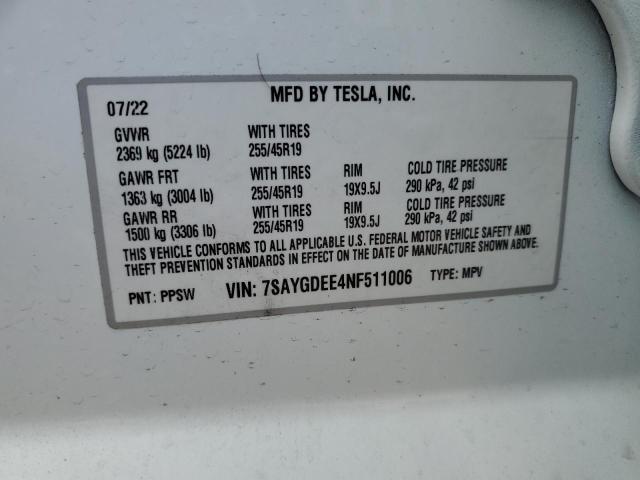 MFD BY TESLA, INC.
07/22
GVWR WITH TIRES
2369 kg (5224 lb) 255/45R19
GAWR FRT WITH TIRES RIM COLD TIRE PRESSURE
1363 kg (3004 lb) 255/45R19 19X9.5J 290 kPa, 42 psi
GAWR RR WITH TIRES RIM COLD TIRE PRESSURE
1500 kg (3306 lb) 255/45R19 19X9.5J 290 kPa, 42 psi
THIS VEHICLE CONFORMS TO ALL APPLICABLE U.S. FEDERAL MOTOR VEHICLE SAFETY AND
THEFT PREVENTION STANDARDS IN EFFECT ON THE DATE OF MANUFACTURE SHOWN ABOVE.
PNT: PPSW VIN: 7SAYGDEE4NF511006 TYPE: MPV